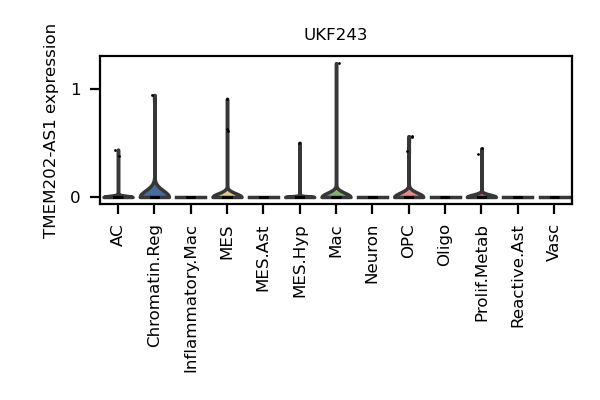 UKF243
TMEM202-AS1 expression
1
0
AC
Chromatin.Reg
Inflammatory.Mac
MES
MES.Ast
MES.Hyp
Mac
Neuron
OPC
Oligo
Prolif.Metab
Reactive.Ast
Vasc